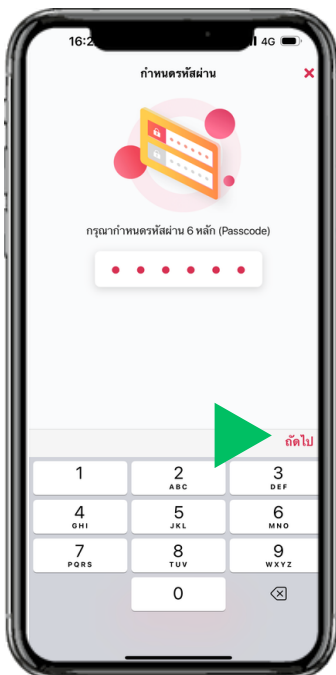 16:2 4G
กำหนดรหัสผ่าน
กรุณากำหนดรหัสผ่าน 6 หลัก (Passcode)
ถัดไป
1 2 3
ABC DEF
4 5 6
GHI JKL MNO
7 8 9
PQRS TUV WXYZ
0